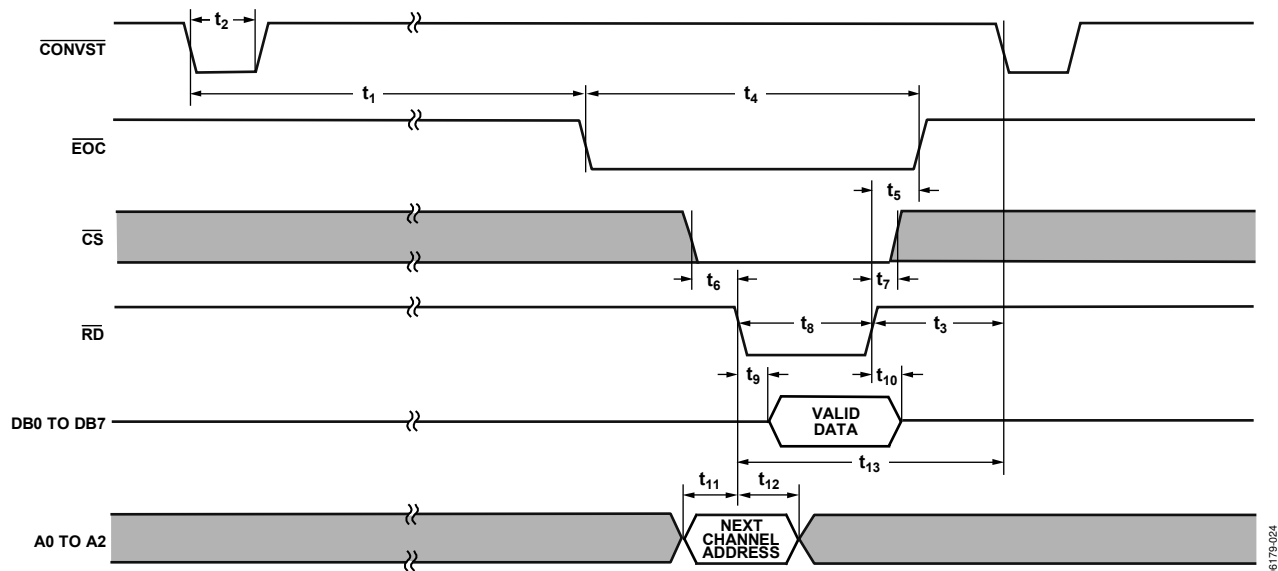 t2
CONVST
t1
t4
EOC
t5
CS
t6
t7
t8
t3
RD
t9
t10
VALID
DATA
DB0 TO DB7
t13
t11
t12
NEXT
CHANNEL
ADDRESS
A0 TO A2
6179-024